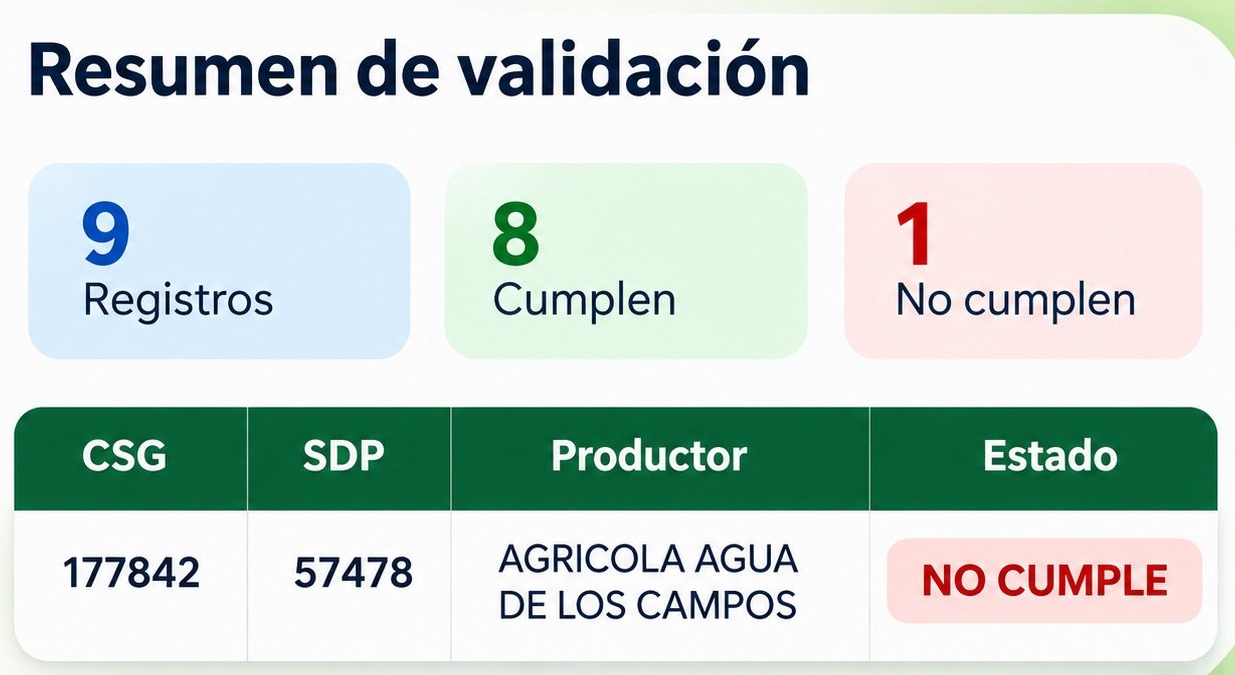 Resumen de validación
9
Registros
8
Cumplen
1
No cumplen
CSG SDP Productor Estado
177842 57478 AGRICOLA AGUA
DE LOS CAMPOS
NO CUMPLE